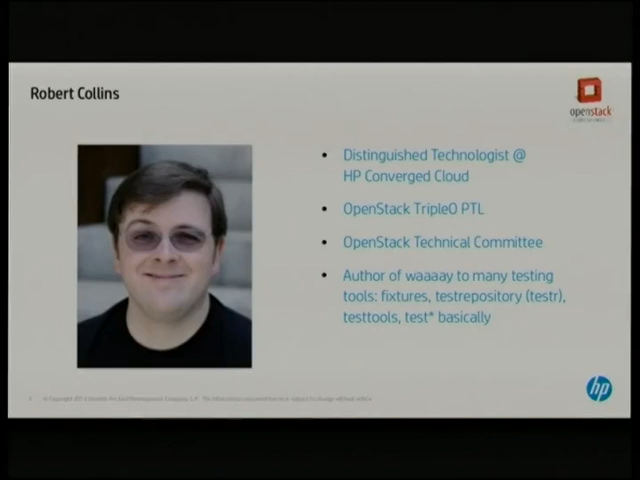 Robert Collins
openstack
• Distinguished Technologist @
HP Converged Cloud
• OpenStack TripleO PTL
• OpenStack Technical Committee
• Author of waaaay to many testing
tools: fixtures, testrepository (testr),
testtools, test* basically
hp